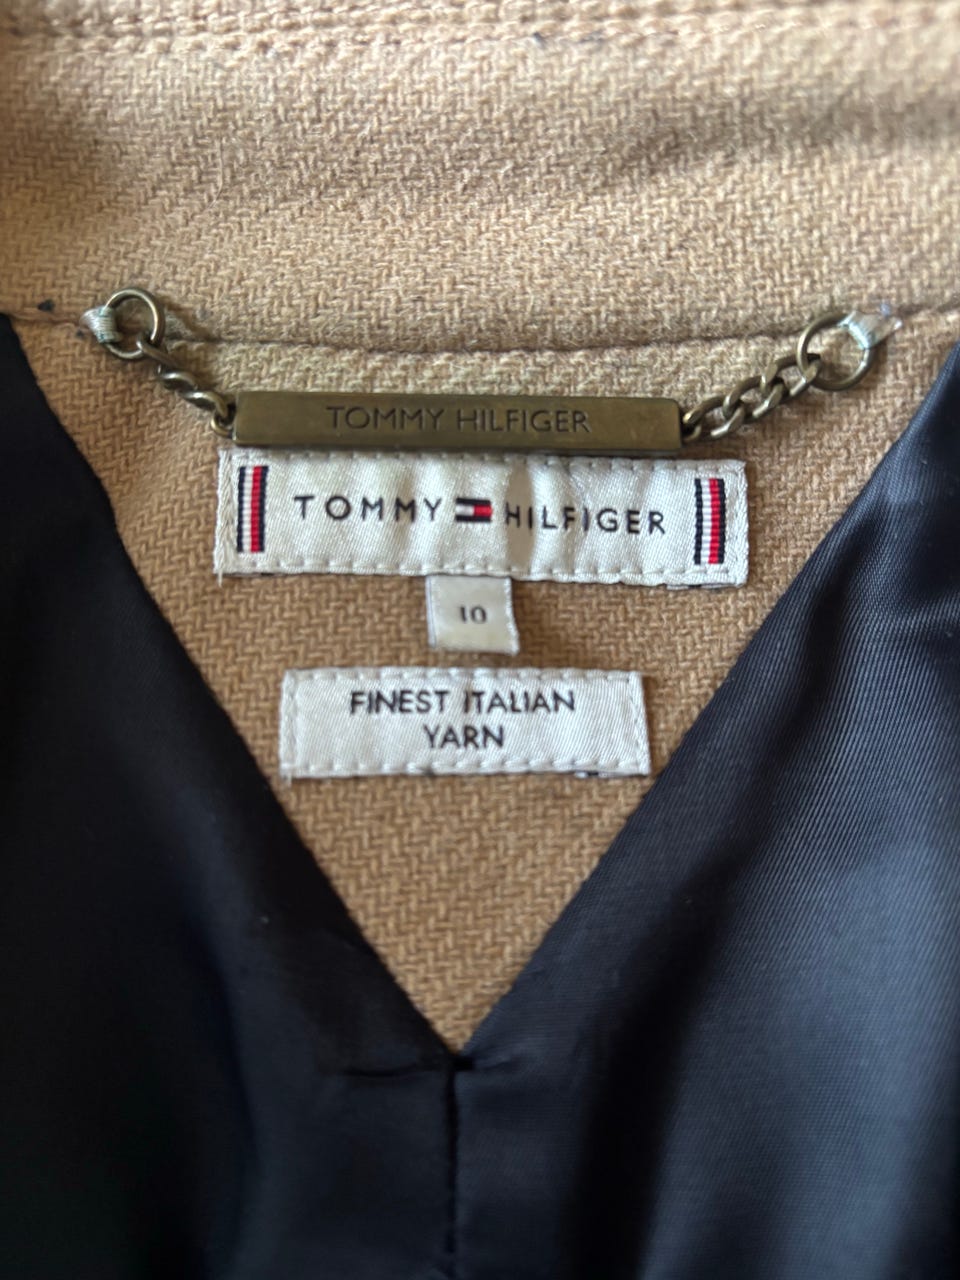 TOMMY HILFIGER
TOMMY HILFIGER
10
FINEST ITALIAN
YARN